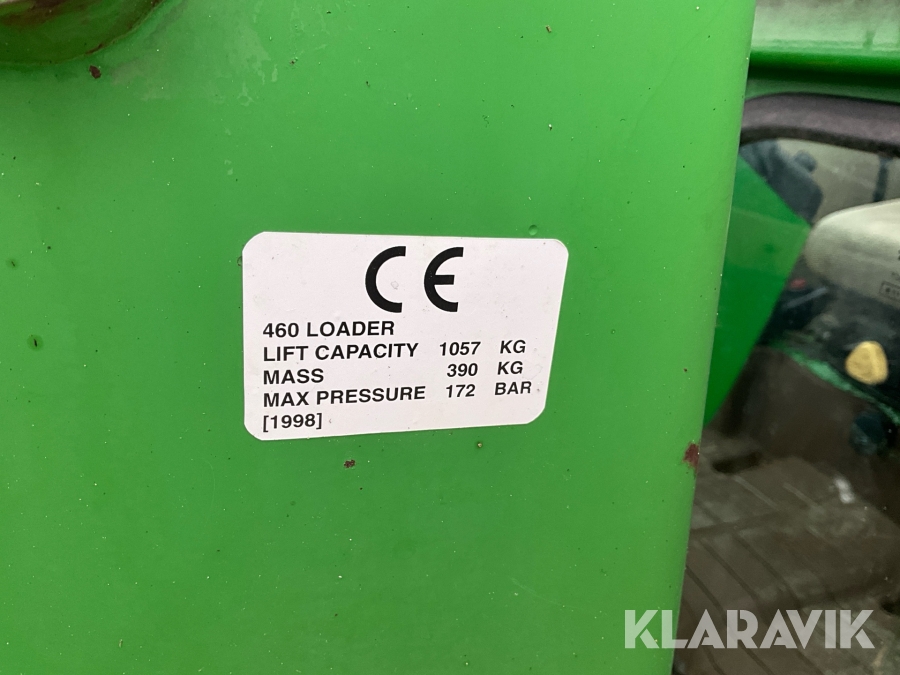 CE
460 LOADER
LIFT CAPACITY 1057 KG
MASS 390 KG
MAX PRESSURE 172 BAR
[1998]
KLARAVIK